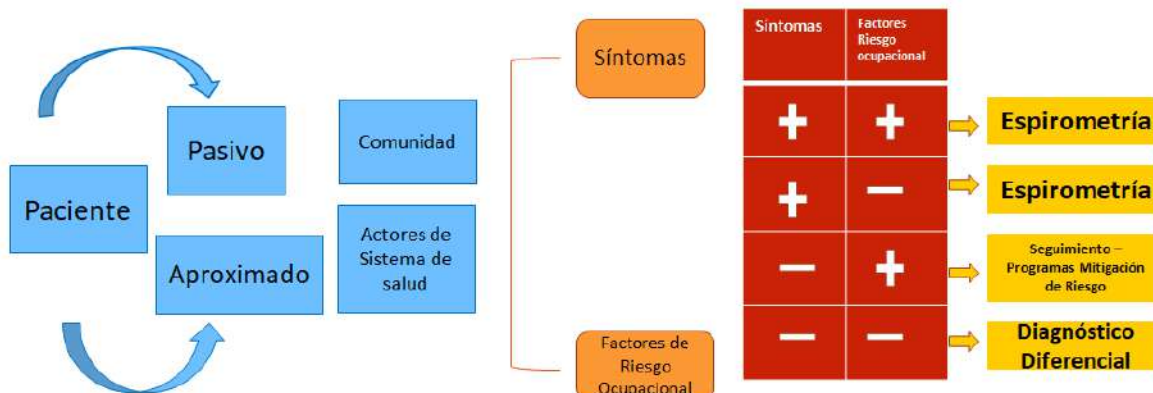 Paciente
Pasivo
Aproximado
Comunidad
Actores de
Sistema de
salud
Síntomas
Factores de
Riesgo
Ocupacional
Síntomas
Factores
Riesgo
ocupacional
+ +
Espirometría
+ −
Espirometría
− +
Seguimiento –
Programas Mitigación
de Riesgo
− −
Diagnóstico
Diferencial